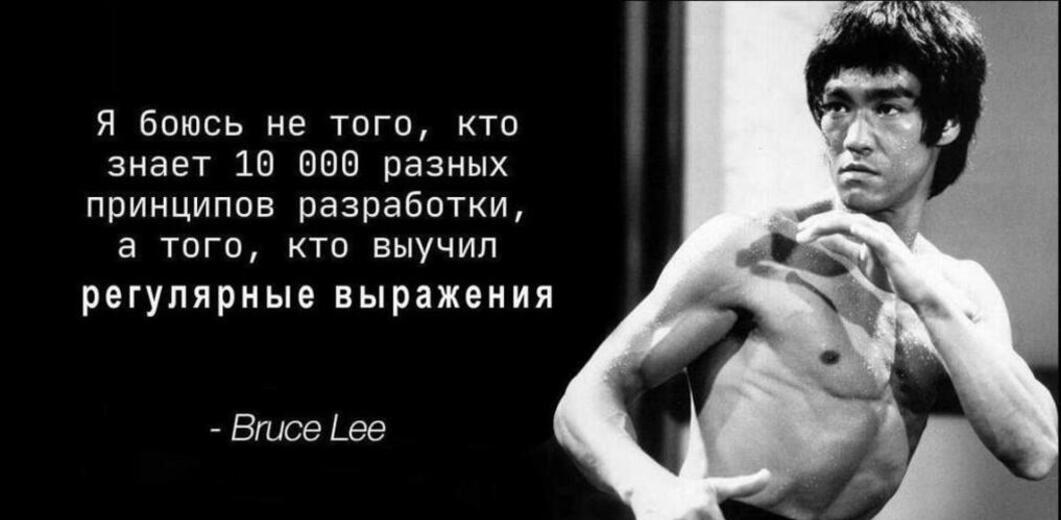 Я боюсь не того, кто
знает 10 000 разных
принципов разработки,
а того, кто выучил
регулярные выражения
- Bruce Lee